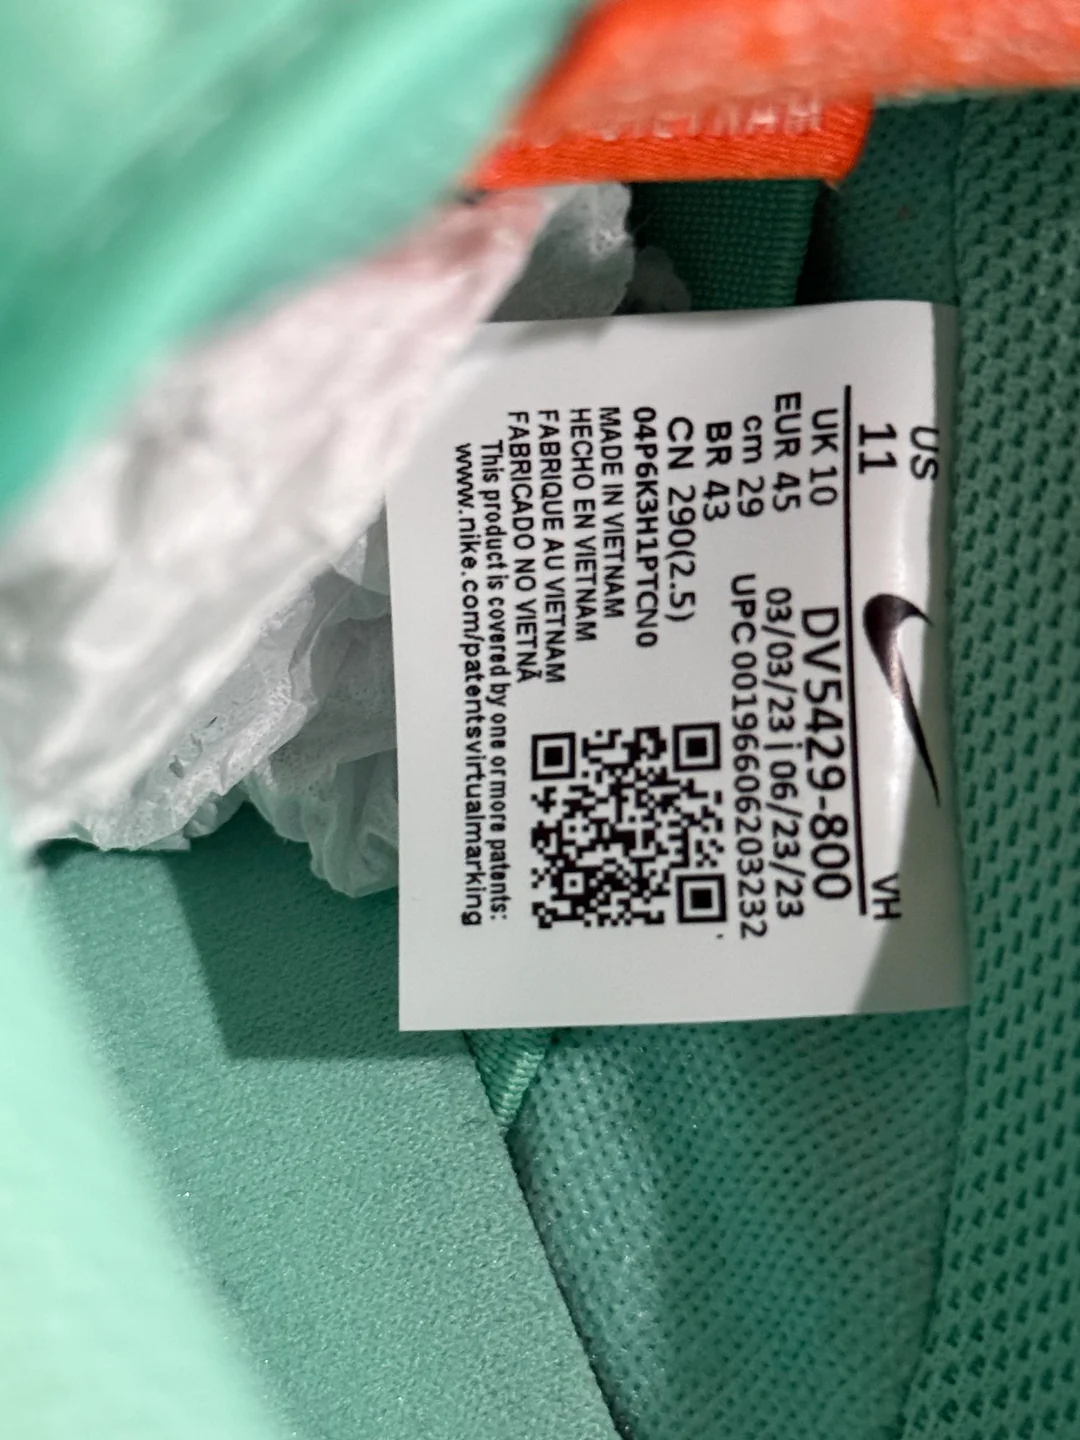 VIETNAM
US VH
11
DV5429-800
UK 10 03/03/23 | 06/23/23
EUR 45 UPC 00196606203232
cm 29
BR 43
CN 290(2.5)
04P6K3H1PTCN0
MADE IN VIETNAM
HECHO EN VIETNAM
FABRIQUE AU VIETNAM
FABRICADO NO VIETNÃ
This product is covered by one or more patents:
www.nike.com/patentsvirtualmarking